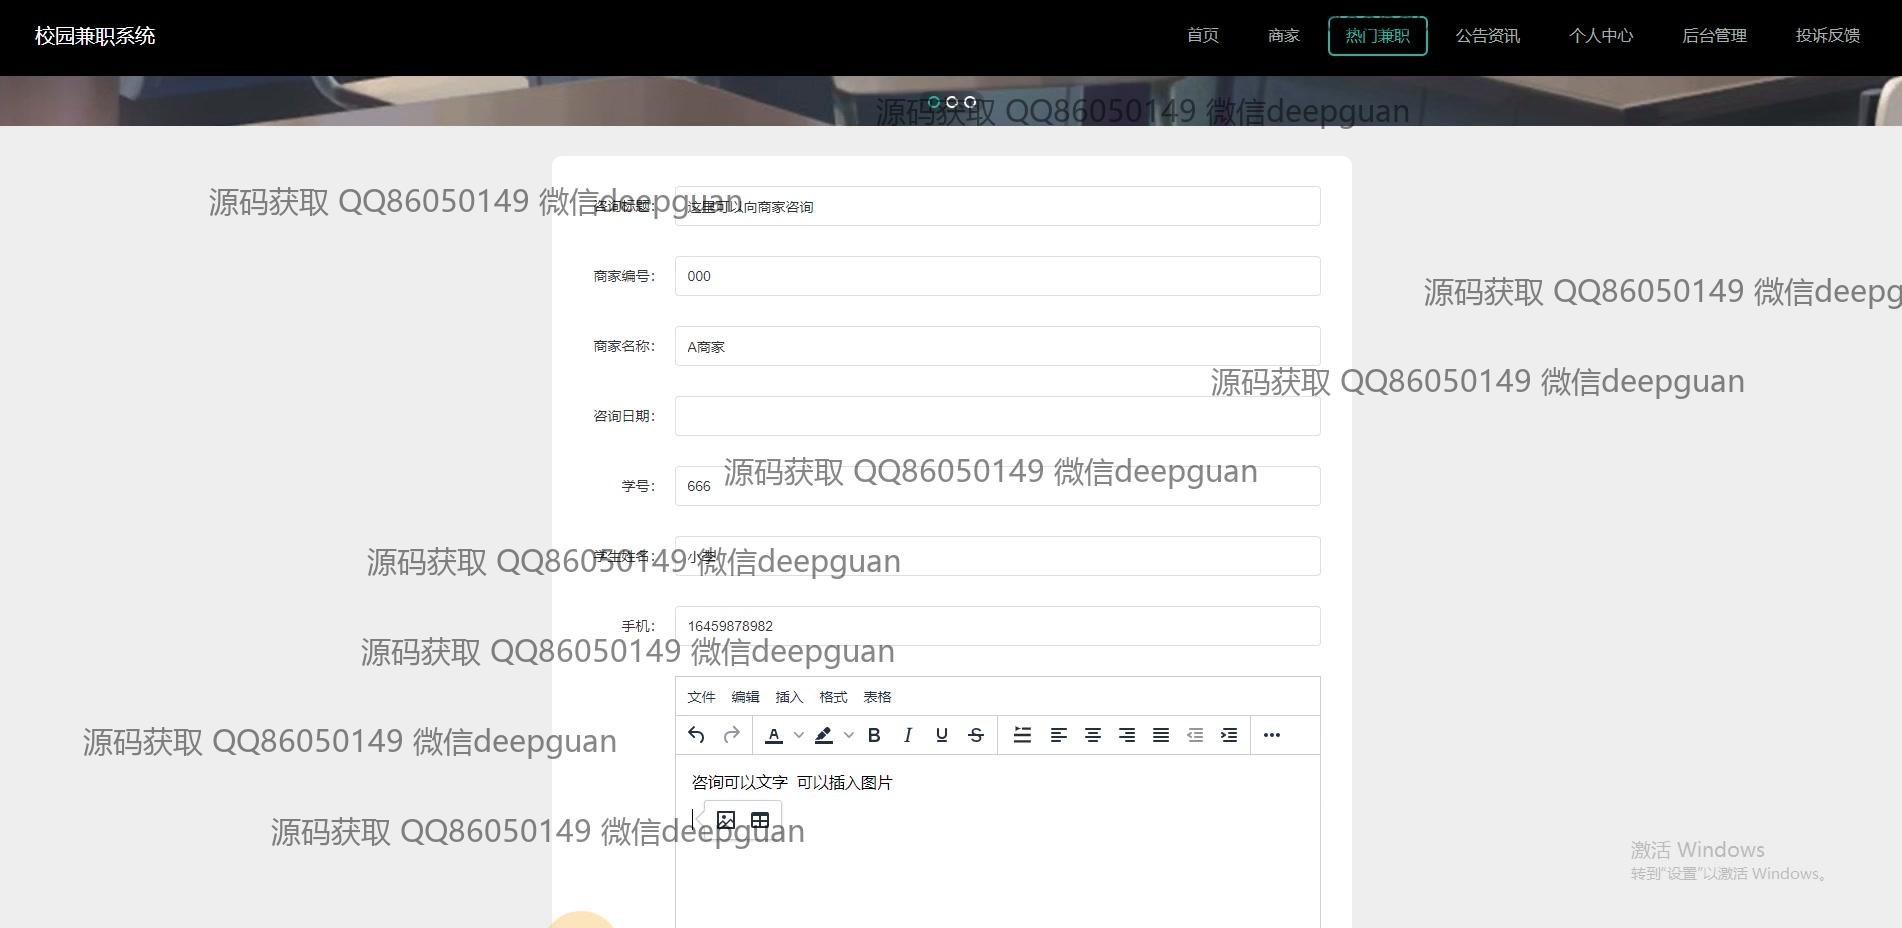 校园兼职系统
首页 商家 热门兼职 公告资讯 个人中心 后台管理 投诉反馈
源码获取 QQ86050149 微信deepguan
源码获取 QQ86050149 微信deepguan
咨询标题： 这里可以向商家咨询
商家编号： 000
源码获取 QQ86050149 微信deepg
商家名称： A商家
源码获取 QQ86050149 微信deepguan
咨询日期：
源码获取 QQ86050149 微信deepguan
学号： 666
源码获取 QQ86050149 微信deepguan
学生姓名： 小李
手机： 16459878982
源码获取 QQ86050149 微信deepguan
文件 编辑 插入 格式 表格
源码获取 QQ86050149 微信deepguan
咨询可以文字 可以插入图片
源码获取 QQ86050149 微信deepguan
激活 Windows
转到“设置”以激活 Windows。